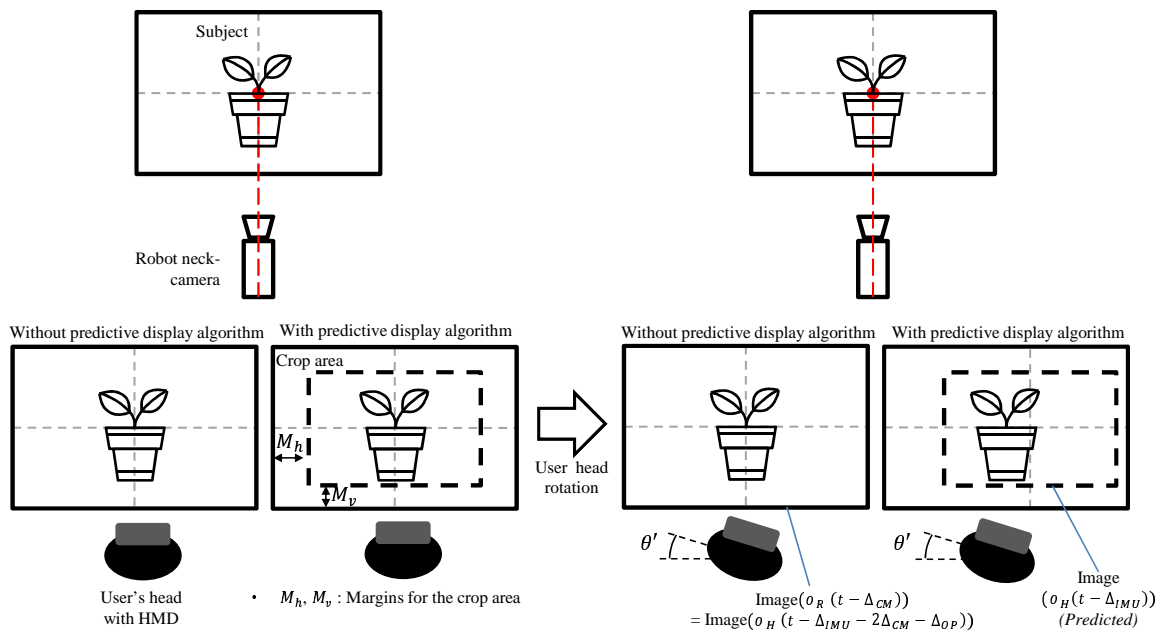 Subject
Robot neck-
camera
Without predictive display algorithm
With predictive display algorithm
Crop area
M_h
M_v
User's head
with HMD
• M_h, M_v : Margins for the crop area
User head
rotation
Without predictive display algorithm
With predictive display algorithm
θ′
θ′
Image(o_R (t − Δ_CM))
= Image(o_H (t − Δ_IMU − 2Δ_CM − Δ_OP))
Image
(o_H(t − Δ_IMU))
(Predicted)